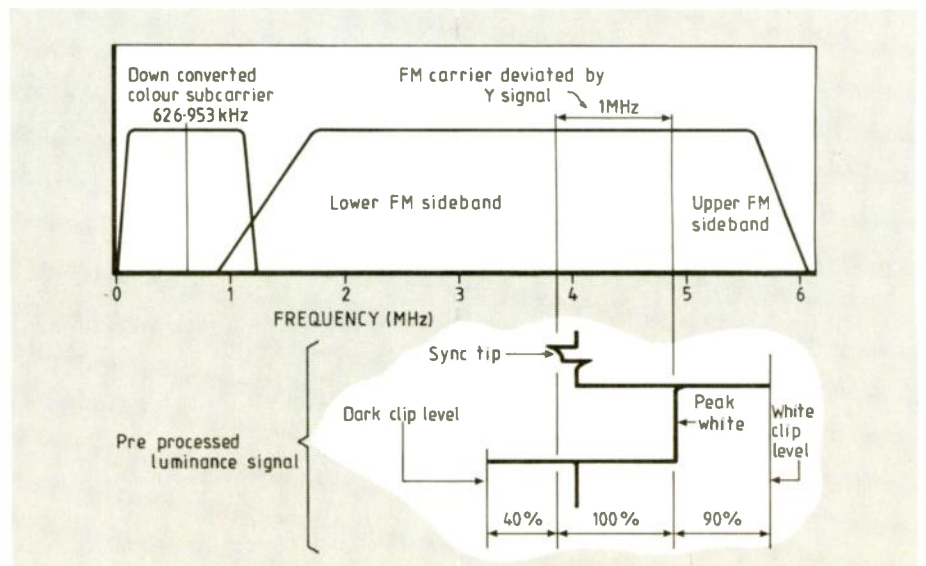 Down converted
colour subcarrier
626·953kHz
FM carrier deviated by
Y signal
1MHz
Lower FM sideband
Upper FM
sideband
0 1 2 3 4 5 6
FREQUENCY (MHz)
Sync tip
Dark clip level
Peak
white
White
clip
level
Pre processed
luminance signal
40% 100% 90%